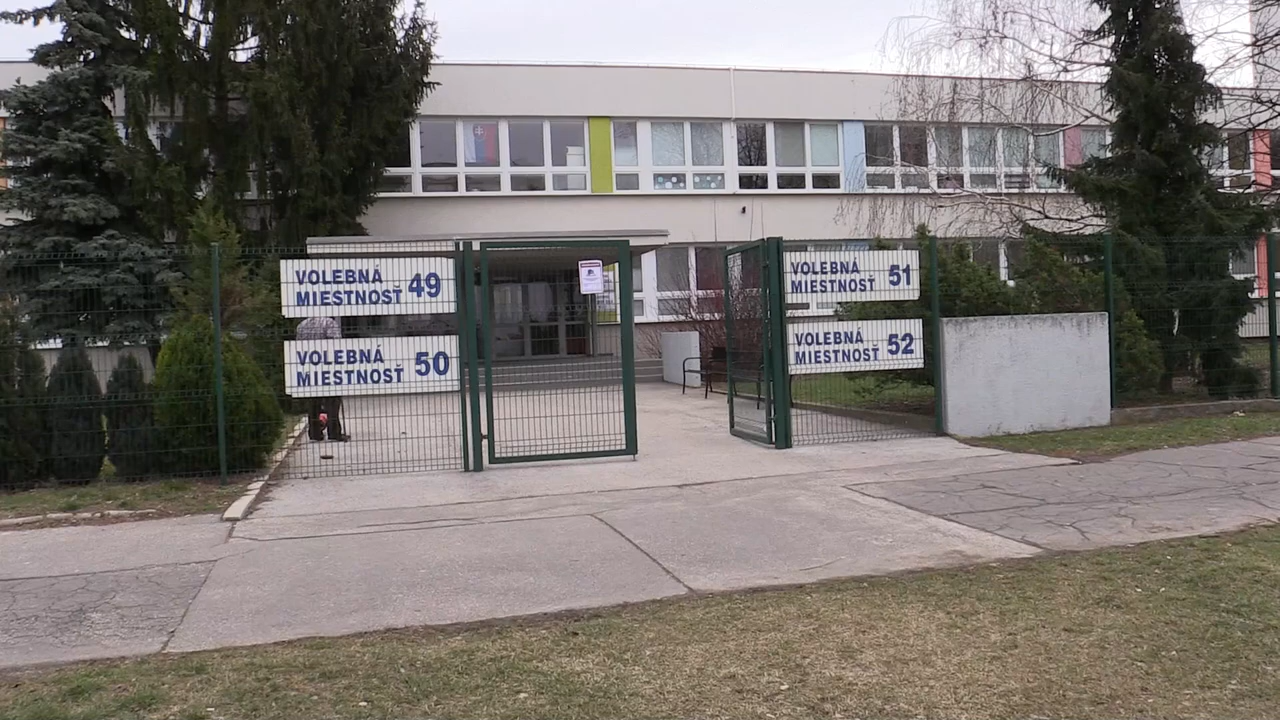 VOLEBNÁ
MIESTNOSŤ 49
VOLEBNÁ
MIESTNOSŤ 50
VOLEBNÁ
MIESTNOSŤ 51
VOLEBNÁ
MIESTNOSŤ 52